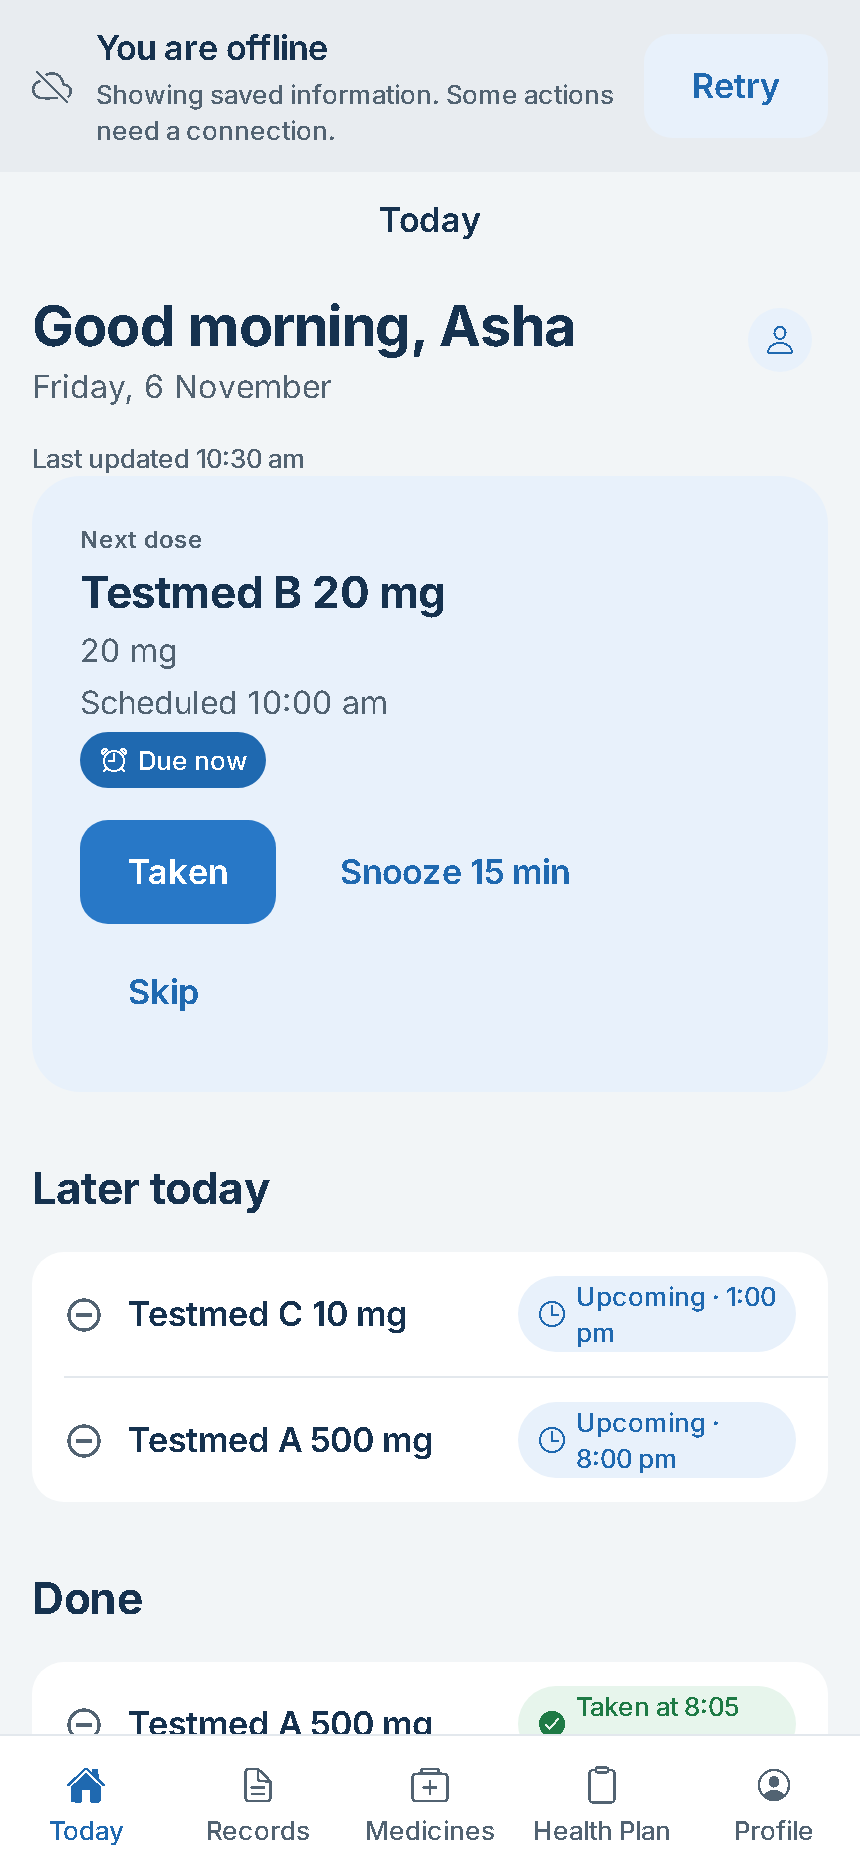 You are offline
Showing saved information. Some actions
need a connection.
Retry
Today
Good morning, Asha
Friday, 6 November
Last updated 10:30 am
Next dose
Testmed B 20 mg
20 mg
Scheduled 10:00 am
Due now
Taken
Snooze 15 min
Skip
Later today
Testmed C 10 mg
Upcoming · 1:00
pm
Testmed A 500 mg
Upcoming ·
8:00 pm
Done
Testmed A 500 mg
Taken at 8:05
Today
Records
Medicines
Health Plan
Profile